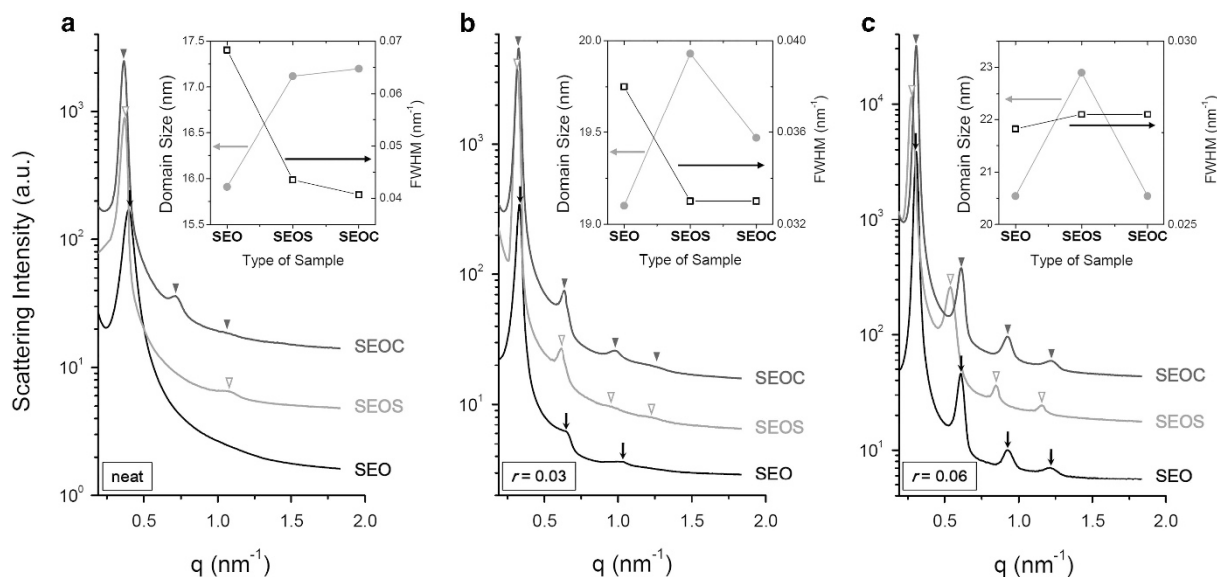 a
b
c
Scattering Intensity (a.u.)
10³
10²
10¹
10⁰
17.5
17.0
16.5
16.0
15.5
Domain Size (nm)
0.07
0.06
0.05
0.04
FWHM (nm⁻¹)
SEO SEOS SEOC
Type of Sample
SEOC
SEOS
SEO
neat
0.5 1.0 1.5 2.0
q (nm⁻¹)
10³
10²
10¹
20.0
19.5
19.0
Domain Size (nm)
0.040
0.036
0.032
FWHM (nm⁻¹)
SEO SEOS SEOC
Type of Sample
SEOC
SEOS
SEO
r = 0.03
0.5 1.0 1.5 2.0
q (nm⁻¹)
10⁴
10³
10²
10¹
23
22
21
20
Domain Size (nm)
0.030
0.025
FWHM (nm⁻¹)
SEO SEOS SEOC
Type of Sample
SEOC
SEOS
SEO
r = 0.06
0.5 1.0 1.5 2.0
q (nm⁻¹)